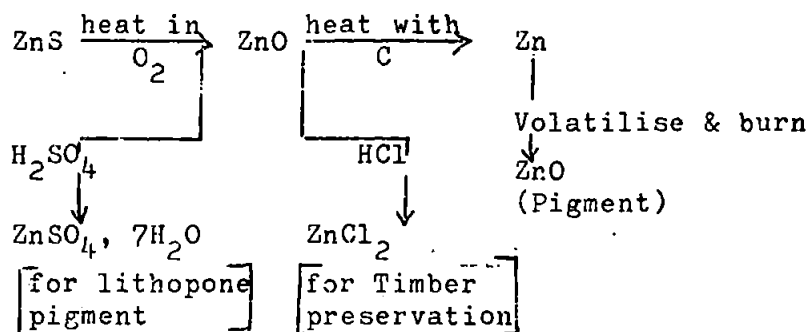 ZnS heat in ZnO heat with Zn
O2 C
Volatilise & burn
H2SO4 HCl ZnO
(Pigment)
ZnSO4, 7H2O ZnCl2
[for lithopone pigment] [for Timber preservation]